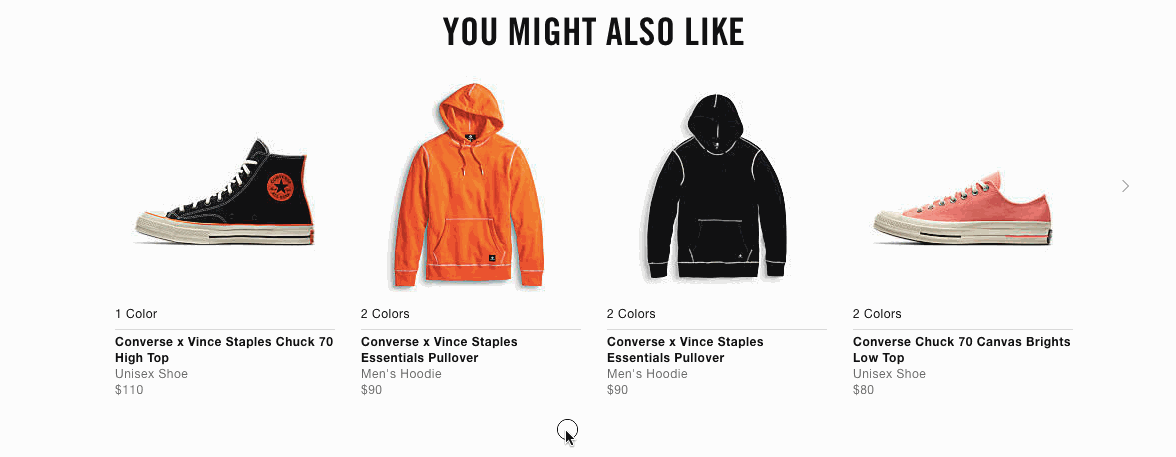 YOU MIGHT ALSO LIKE
1 Color
Converse x Vince Staples Chuck 70
High Top
Unisex Shoe
$110
2 Colors
Converse x Vince Staples
Essentials Pullover
Men's Hoodie
$90
2 Colors
Converse x Vince Staples
Essentials Pullover
Men's Hoodie
$90
2 Colors
Converse Chuck 70 Canvas Brights
Low Top
Unisex Shoe
$80